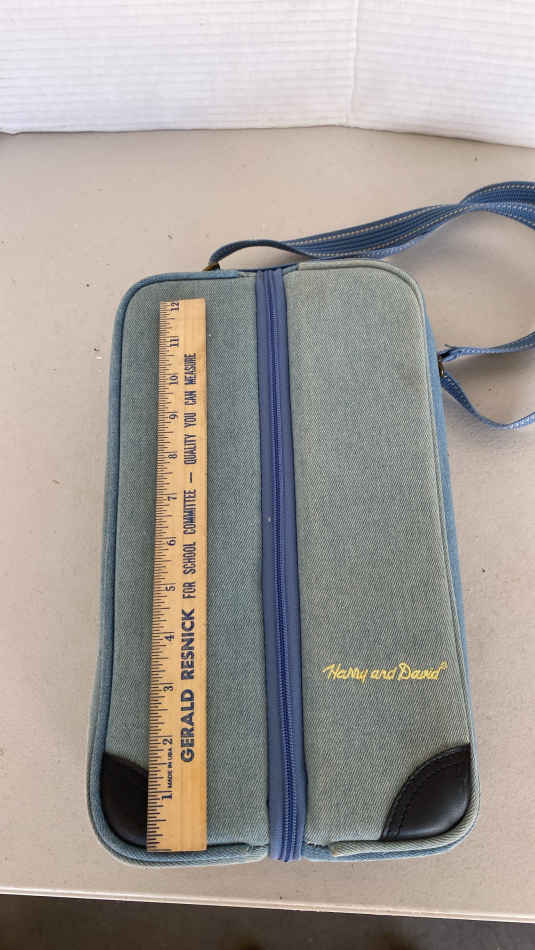 GERALD RESNICK FOR SCHOOL COMMITTEE — QUALITY YOU CAN MEASURE
MADE IN USA
1 2 3 4 5 6 7 8 9 10 11 12
Harry and David®